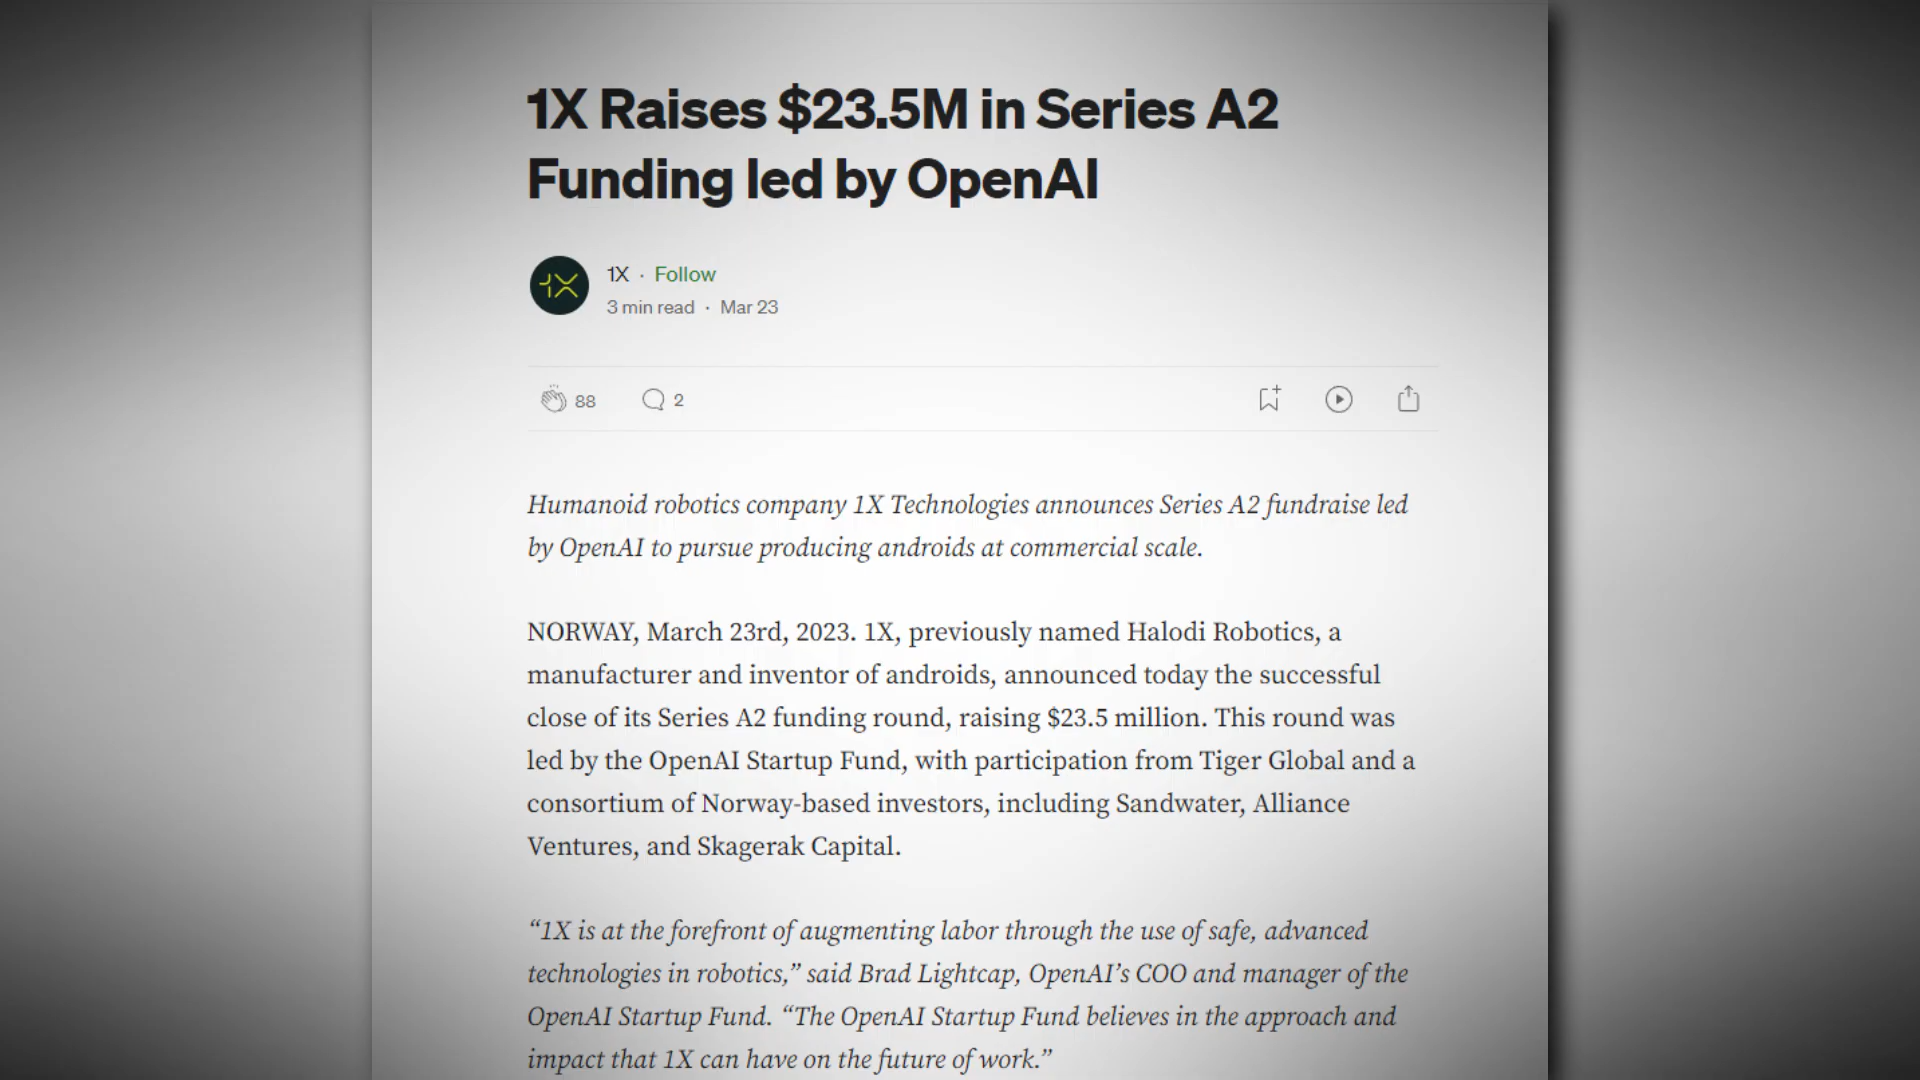 1X Raises $23.5M in Series A2
Funding led by OpenAI
1X · Follow
3 min read · Mar 23
88 2
Humanoid robotics company 1X Technologies announces Series A2 fundraise led
by OpenAI to pursue producing androids at commercial scale.
NORWAY, March 23rd, 2023. 1X, previously named Halodi Robotics, a
manufacturer and inventor of androids, announced today the successful
close of its Series A2 funding round, raising $23.5 million. This round was
led by the OpenAI Startup Fund, with participation from Tiger Global and a
consortium of Norway-based investors, including Sandwater, Alliance
Ventures, and Skagerak Capital.
“1X is at the forefront of augmenting labor through the use of safe, advanced
technologies in robotics,” said Brad Lightcap, OpenAI’s COO and manager of the
OpenAI Startup Fund. “The OpenAI Startup Fund believes in the approach and
impact that 1X can have on the future of work.”